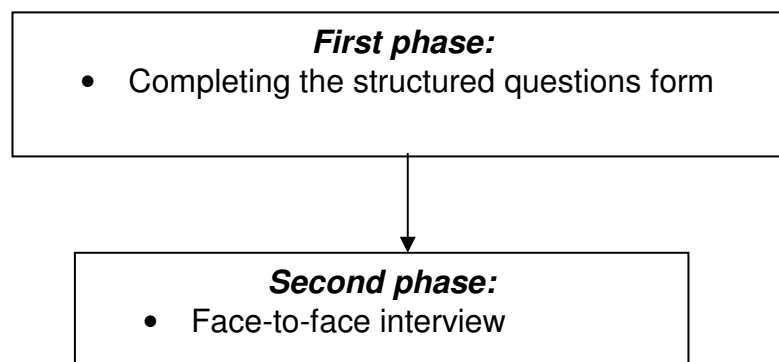 First phase:
• Completing the structured questions form
Second phase:
• Face-to-face interview